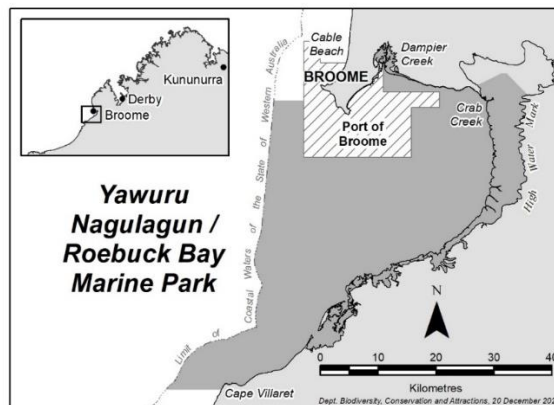 Kununurra
Derby
Broome
Cable
Beach
Dampier
Creek
BROOME
Port of
Broome
Crab
Creek
High Water Mark
Limit of Coastal Waters of the State of Western Australia
Yawuru
Nagulagun /
Roebuck Bay
Marine Park
N
0 10 20 30 40
Kilometres
Cape Villaret
Dept. Biodiversity, Conservation and Attractions, 20 December 202